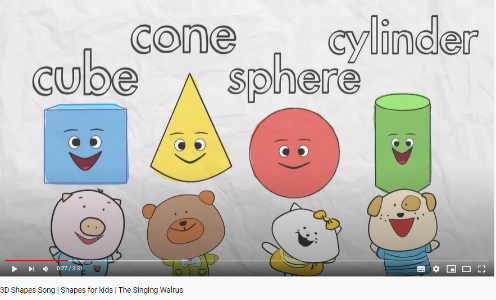 cone
cylinder
cube
sphere
0:27 / 3:31
3D Shapes Song | Shapes for kids | The Singing Walrus